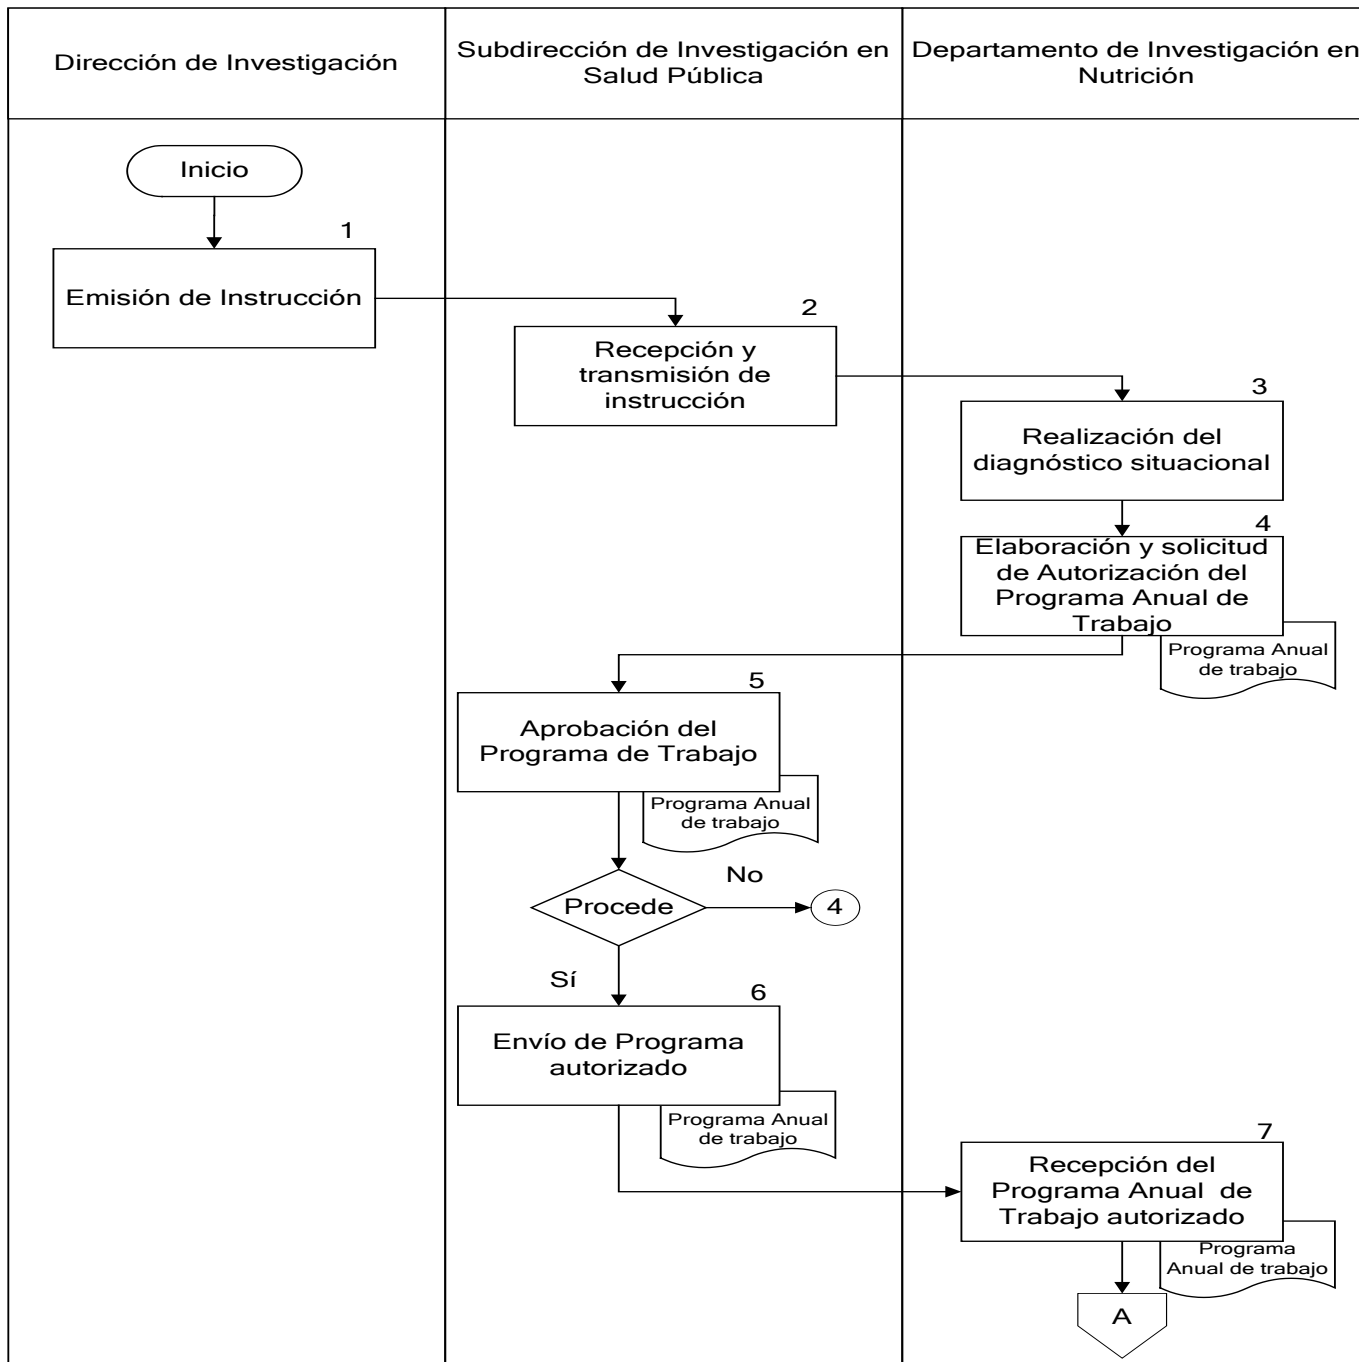 Dirección de Investigación
Subdirección de Investigación en
Salud Pública
Departamento de Investigación en
Nutrición
Inicio
1
Emisión de Instrucción
2
Recepción y
transmisión de
instrucción
3
Realización del
diagnóstico situacional
4
Elaboración y solicitud
de Autorización del
Programa Anual de
Trabajo
Programa Anual
de trabajo
5
Aprobación del
Programa de Trabajo
Programa Anual
de trabajo
No
Procede
4
Sí
6
Envío de Programa
autorizado
Programa Anual
de trabajo
7
Recepción del
Programa Anual de
Trabajo autorizado
Programa
Anual de trabajo
A